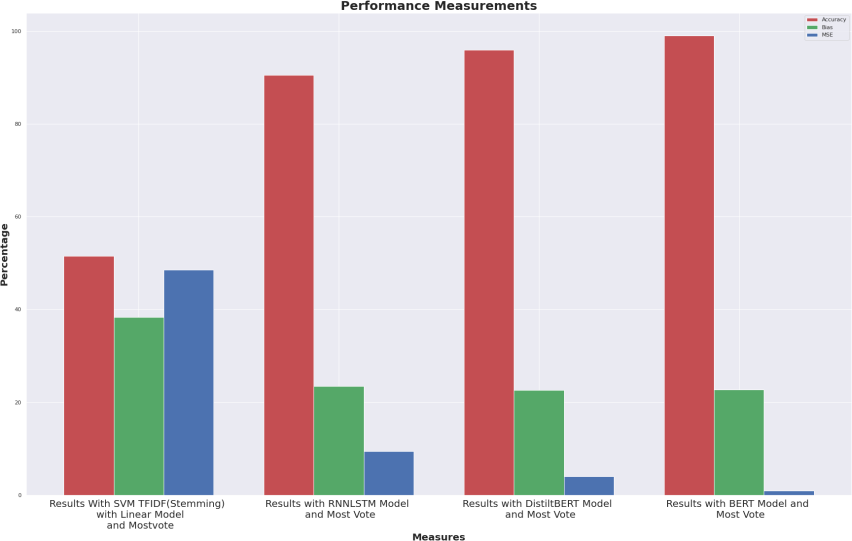 Performance Measurements
Accuracy
Bias
MSE
100
80
60
40
20
0
Percentage
Results With SVM TFIDF(Stemming)
with Linear Model
and Mostvote
Results with RNNLSTM Model
and Most Vote
Results with DistiltBERT Model
and Most Vote
Results with BERT Model and
Most Vote
Measures